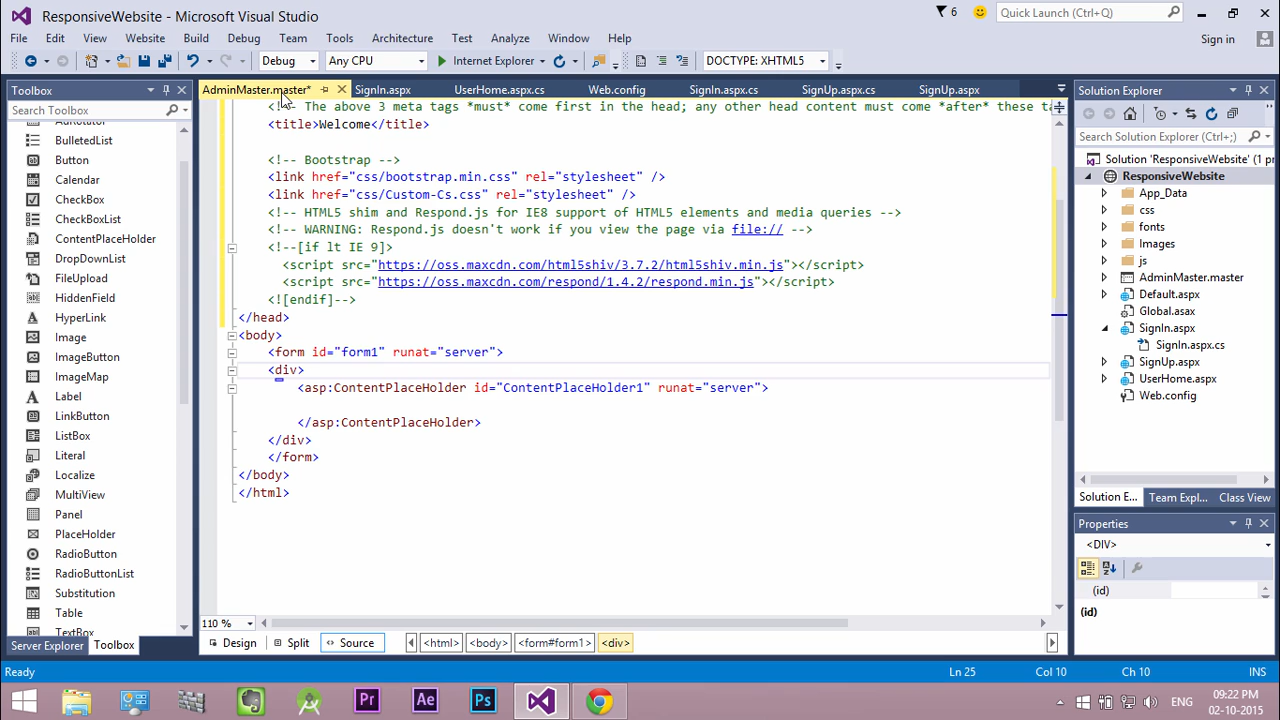 ResponsiveWebsite - Microsoft Visual Studio
6
Quick Launch (Ctrl+Q)
File Edit View Website Build Debug Team Tools Architecture Test Analyze Window Help
Sign in
Debug Any CPU Internet Explorer DOCTYPE: XHTML5
Toolbox
Search Toolbox
BulletedList
Button
Calendar
CheckBox
CheckBoxList
ContentPlaceHolder
DropDownList
FileUpload
HiddenField
HyperLink
Image
ImageButton
ImageMap
Label
LinkButton
ListBox
Literal
Localize
MultiView
Panel
PlaceHolder
RadioButton
RadioButtonList
Substitution
Table
TextBox
Server Explorer Toolbox
AdminMaster.master* SignIn.aspx UserHome.aspx.cs Web.config SignIn.aspx.cs SignUp.aspx.cs SignUp.aspx
<!-- The above 3 meta tags *must* come first in the head; any other head content must come *after* these ta
<title>Welcome</title>
<!-- Bootstrap -->
<link href="css/bootstrap.min.css" rel="stylesheet" />
<link href="css/Custom-Cs.css" rel="stylesheet" />
<!-- HTML5 shim and Respond.js for IE8 support of HTML5 elements and media queries -->
<!-- WARNING: Respond.js doesn't work if you view the page via file:// -->
<!--[if lt IE 9]>
<script src="https://oss.maxcdn.com/html5shiv/3.7.2/html5shiv.min.js"></script>
<script src="https://oss.maxcdn.com/respond/1.4.2/respond.min.js"></script>
<![endif]-->
</head>
<body>
<form id="form1" runat="server">
<div>
<asp:ContentPlaceHolder id="ContentPlaceHolder1" runat="server">
</asp:ContentPlaceHolder>
</div>
</form>
</body>
</html>
110 %
Design Split Source <html> <body> <form#form1> <div>
Solution Explorer
Search Solution Explorer (Ctrl+;)
Solution 'ResponsiveWebsite' (1 pr
ResponsiveWebsite
App_Data
css
fonts
Images
js
AdminMaster.master
Default.aspx
Global.asax
SignIn.aspx
SignIn.aspx.cs
SignUp.aspx
UserHome.aspx
Web.config
Solution E... Team Expl... Class View
Properties
<DIV>
(id)
(id)
Ready Ln 25 Col 10 Ch 10 INS
Pr Ae Ps
ENG
09:22 PM
02-10-2015